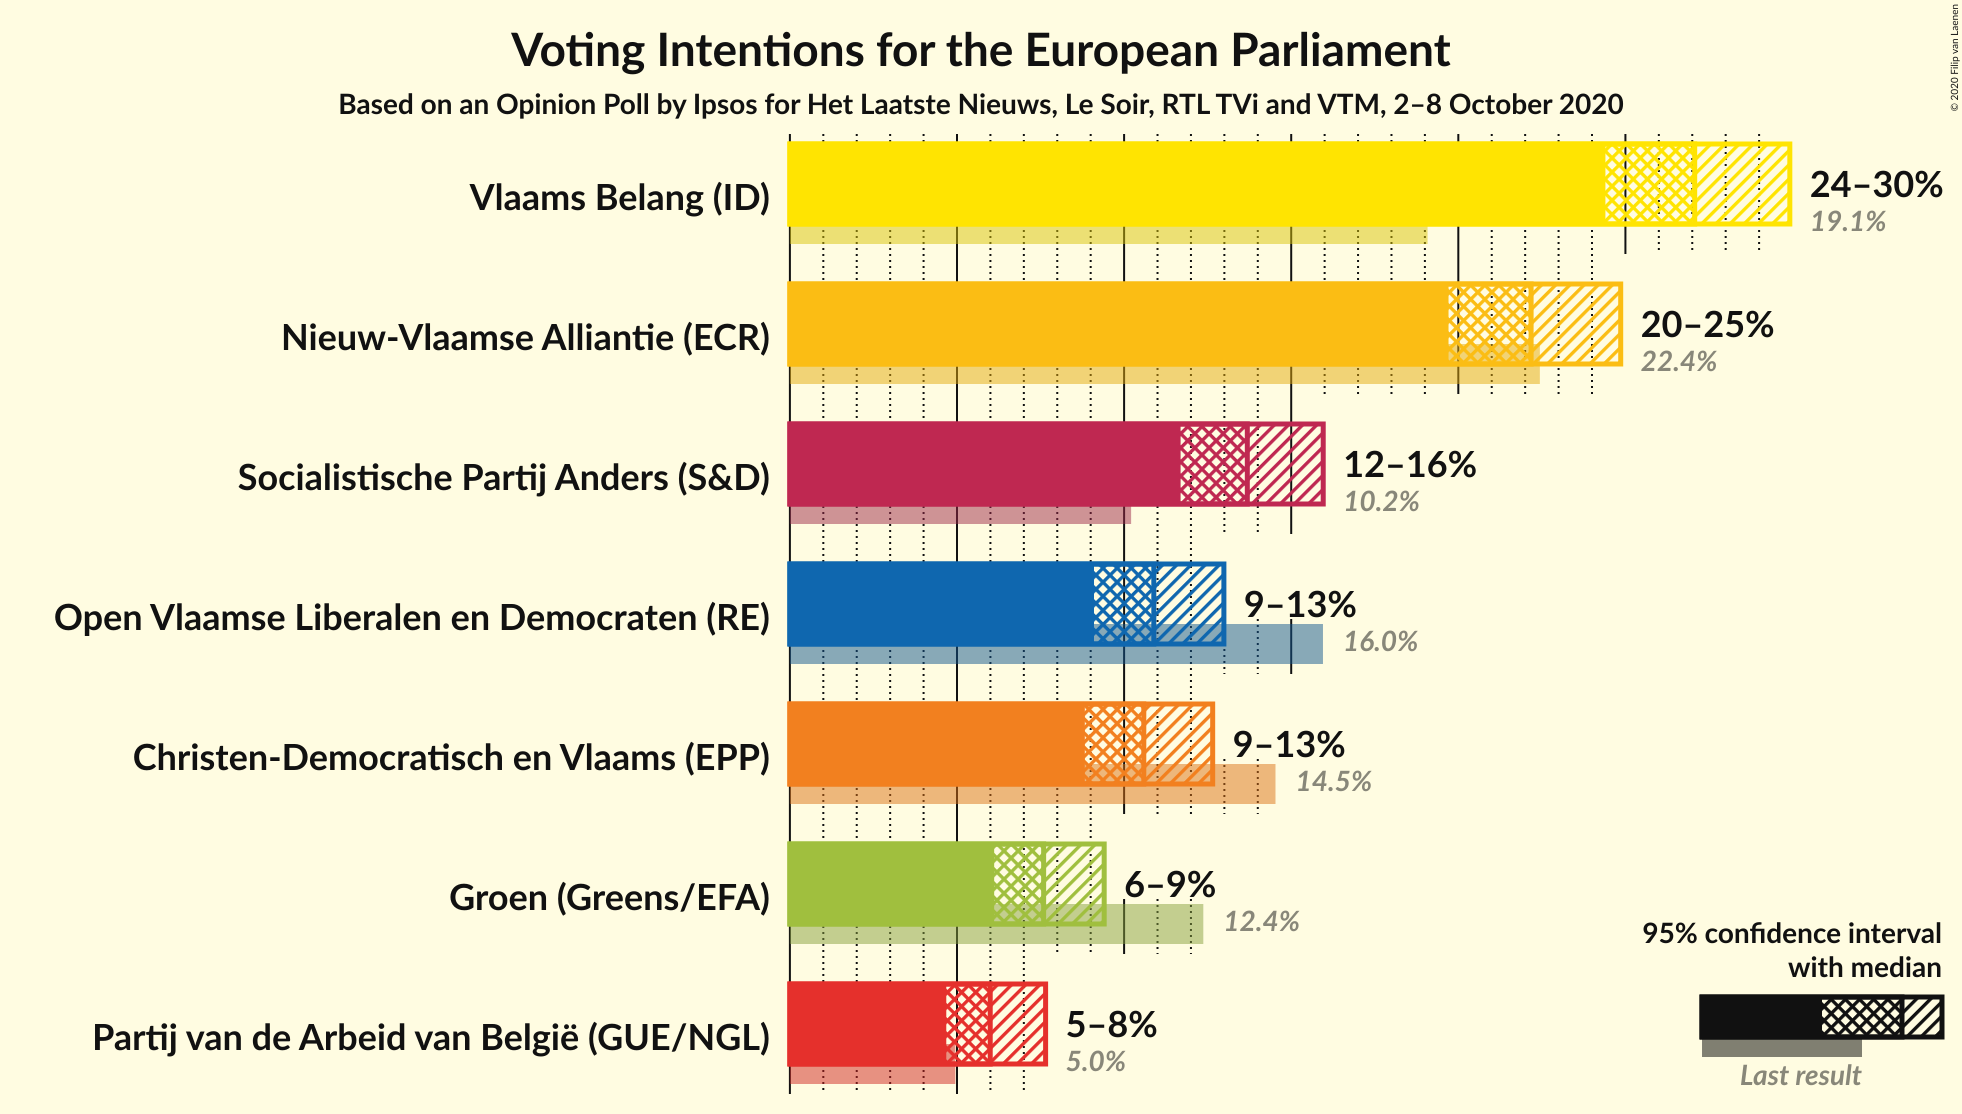 Voting Intentions for the European Parliament
Based on an Opinion Poll by Ipsos for Het Laatste Nieuws, Le Soir, RTL TVi and VTM, 2–8 October 2020
© 2020 Filip van Laenen
Vlaams Belang (ID)
24–30%
19.1%
Nieuw-Vlaamse Alliantie (ECR)
20–25%
22.4%
Socialistische Partij Anders (S&D)
12–16%
10.2%
Open Vlaamse Liberalen en Democraten (RE)
9–13%
16.0%
Christen-Democratisch en Vlaams (EPP)
9–13%
14.5%
Groen (Greens/EFA)
6–9%
12.4%
Partij van de Arbeid van België (GUE/NGL)
5–8%
5.0%
95% confidence interval
with median
Last result